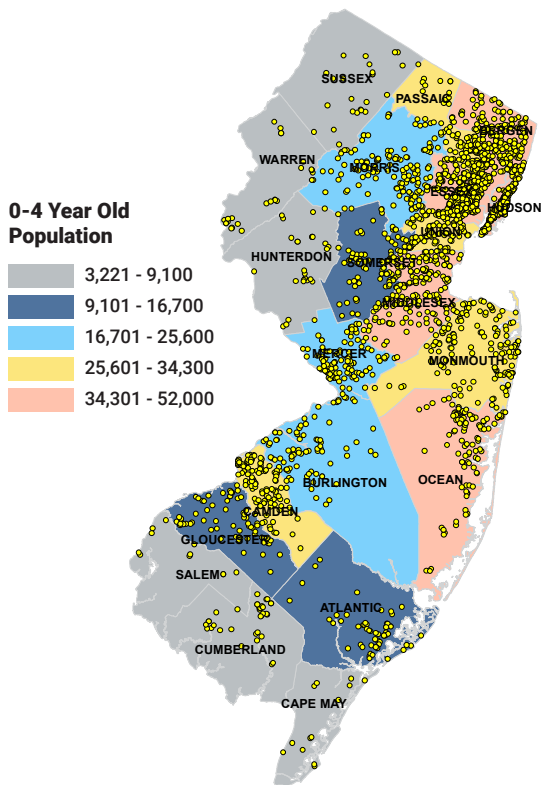 SUSSEX
PASSAIC
BERGEN
WARREN
MORRIS
ESSEX
HUDSON
0-4 Year Old
Population
UNION
HUNTERDON
SOMERSET
3,221 - 9,100
9,101 - 16,700
MIDDLESEX
16,701 - 25,600
MERCER
MONMOUTH
25,601 - 34,300
34,301 - 52,000
OCEAN
BURLINGTON
CAMDEN
GLOUCESTER
SALEM
ATLANTIC
CUMBERLAND
CAPE MAY